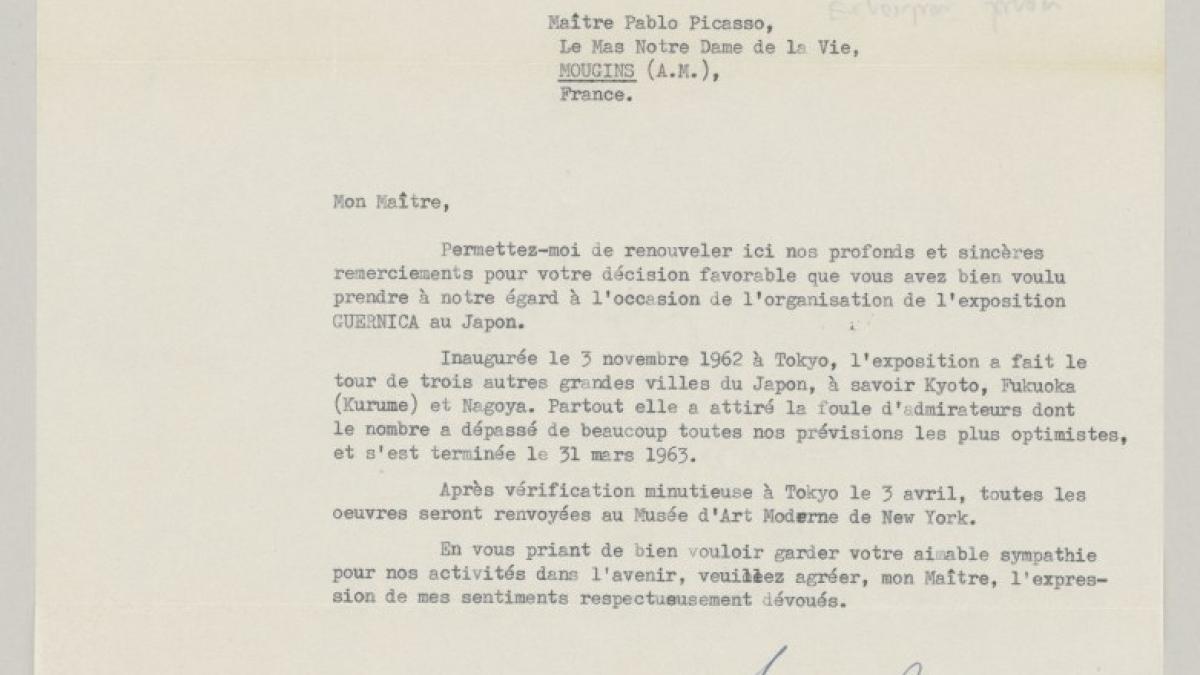 Maître Pablo Picasso,
Le Mas Notre Dame de la Vie,
MOUGINS (A.M.),
France.
Mon Maître,
Permettez-moi de renouveler ici nos profonds et sincères
remerciements pour votre décision favorable que vous avez bien voulu
prendre à notre égard à l'occasion de l'organisation de l'exposition
GUERNICA au Japon.
Inaugurée le 3 novembre 1962 à Tokyo, l'exposition a fait le
tour de trois autres grandes villes du Japon, à savoir Kyoto, Fukuoka
(Kurume) et Nagoya. Partout elle a attiré la foule d'admirateurs dont
le nombre a dépassé de beaucoup toutes nos prévisions les plus optimistes,
et s'est terminée le 31 mars 1963.
Après vérification minutieuse à Tokyo le 3 avril, toutes les
oeuvres seront renvoyées au Musée d'Art Moderne de New York.
En vous priant de bien vouloir garder votre aimable sympathie
pour nos activités dans l'avenir, veuillez agréer, mon Maître, l'expres-
sion de mes sentiments respectueusement dévoués.